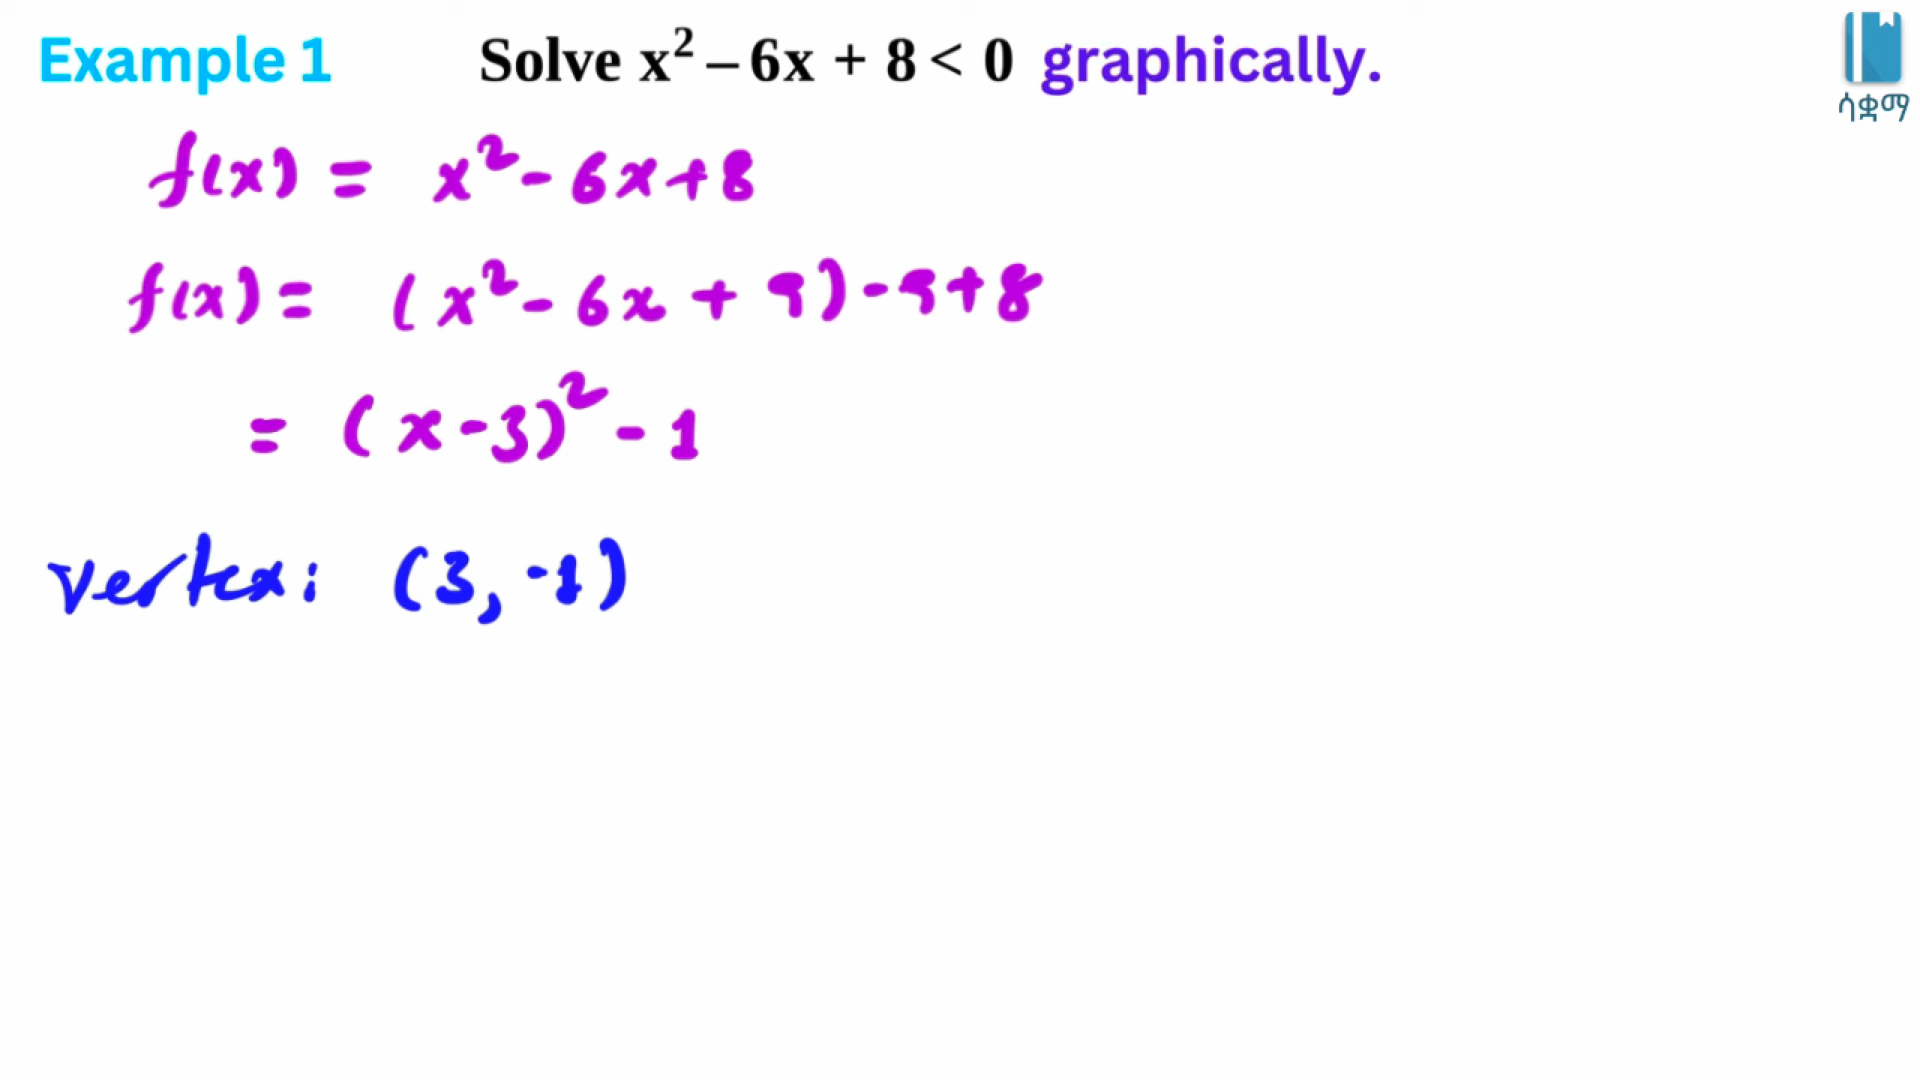 Example 1 Solve x² – 6x + 8 < 0 graphically.
ሳቋማ
f(x) = x² - 6x + 8
f(x) = (x² - 6x + 9) - 9 + 8
= (x - 3)² - 1
vertex: (3, -1)